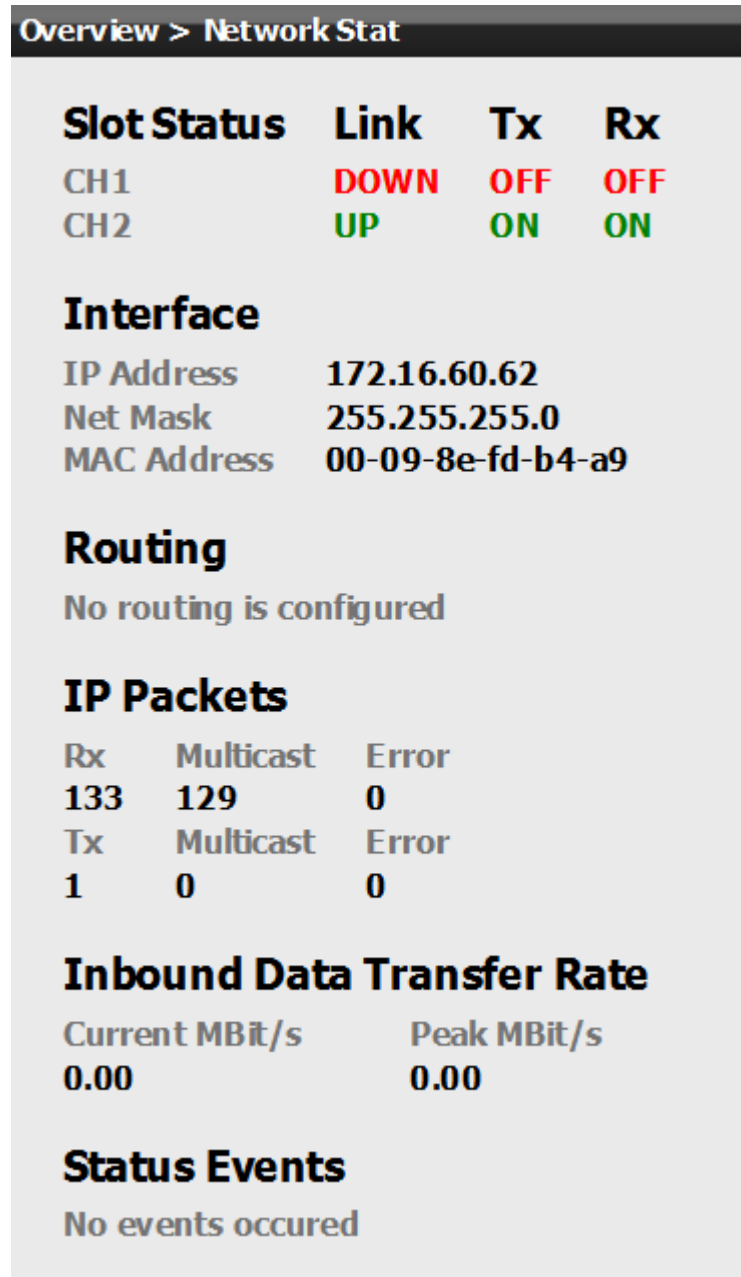 Overview > Network Stat
Slot Status Link Tx Rx
CH1 DOWN OFF OFF
CH2 UP ON ON
Interface
IP Address 172.16.60.62
Net Mask 255.255.255.0
MAC Address 00-09-8e-fd-b4-a9
Routing
No routing is configured
IP Packets
Rx Multicast Error
133 129 0
Tx Multicast Error
1 0 0
Inbound Data Transfer Rate
Current MBit/s Peak MBit/s
0.00 0.00
Status Events
No events occured